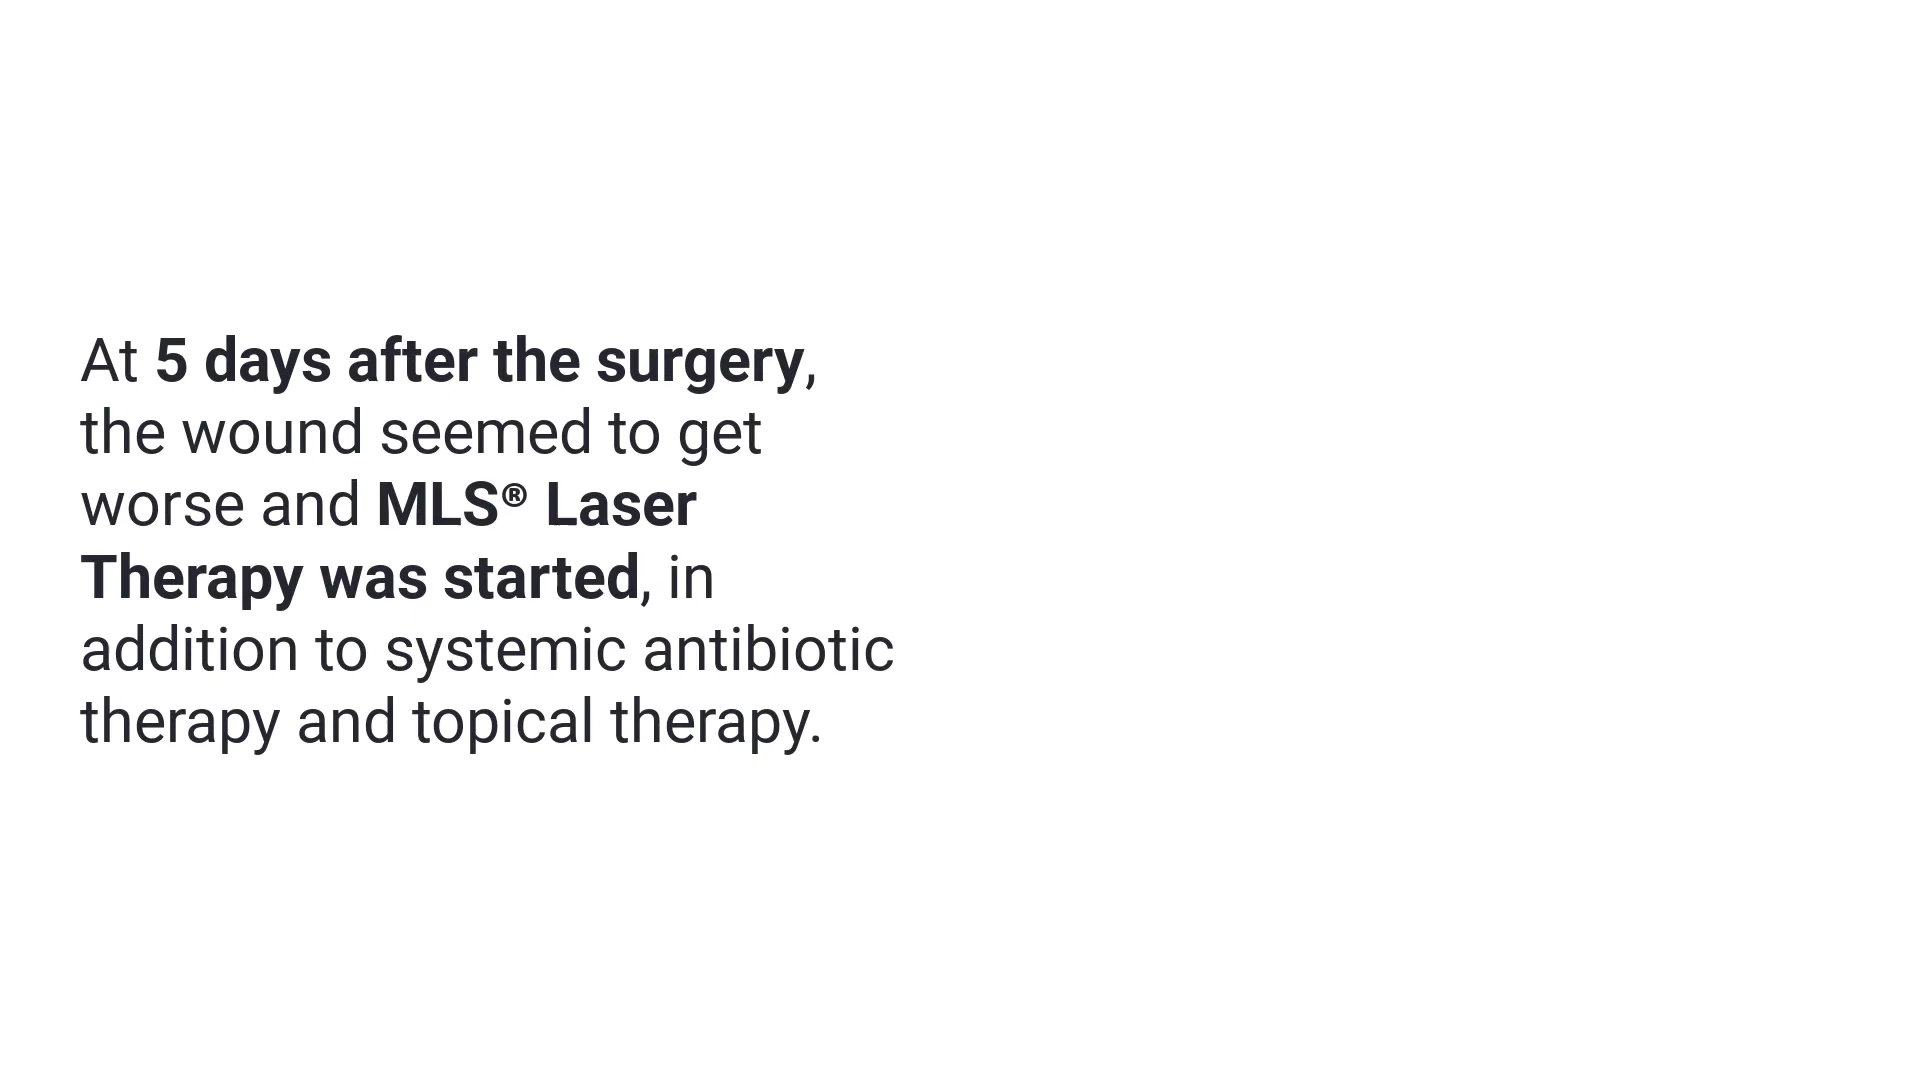 At 5 days after the surgery,
the wound seemed to get
worse and MLS® Laser
Therapy was started, in
addition to systemic antibiotic
therapy and topical therapy.